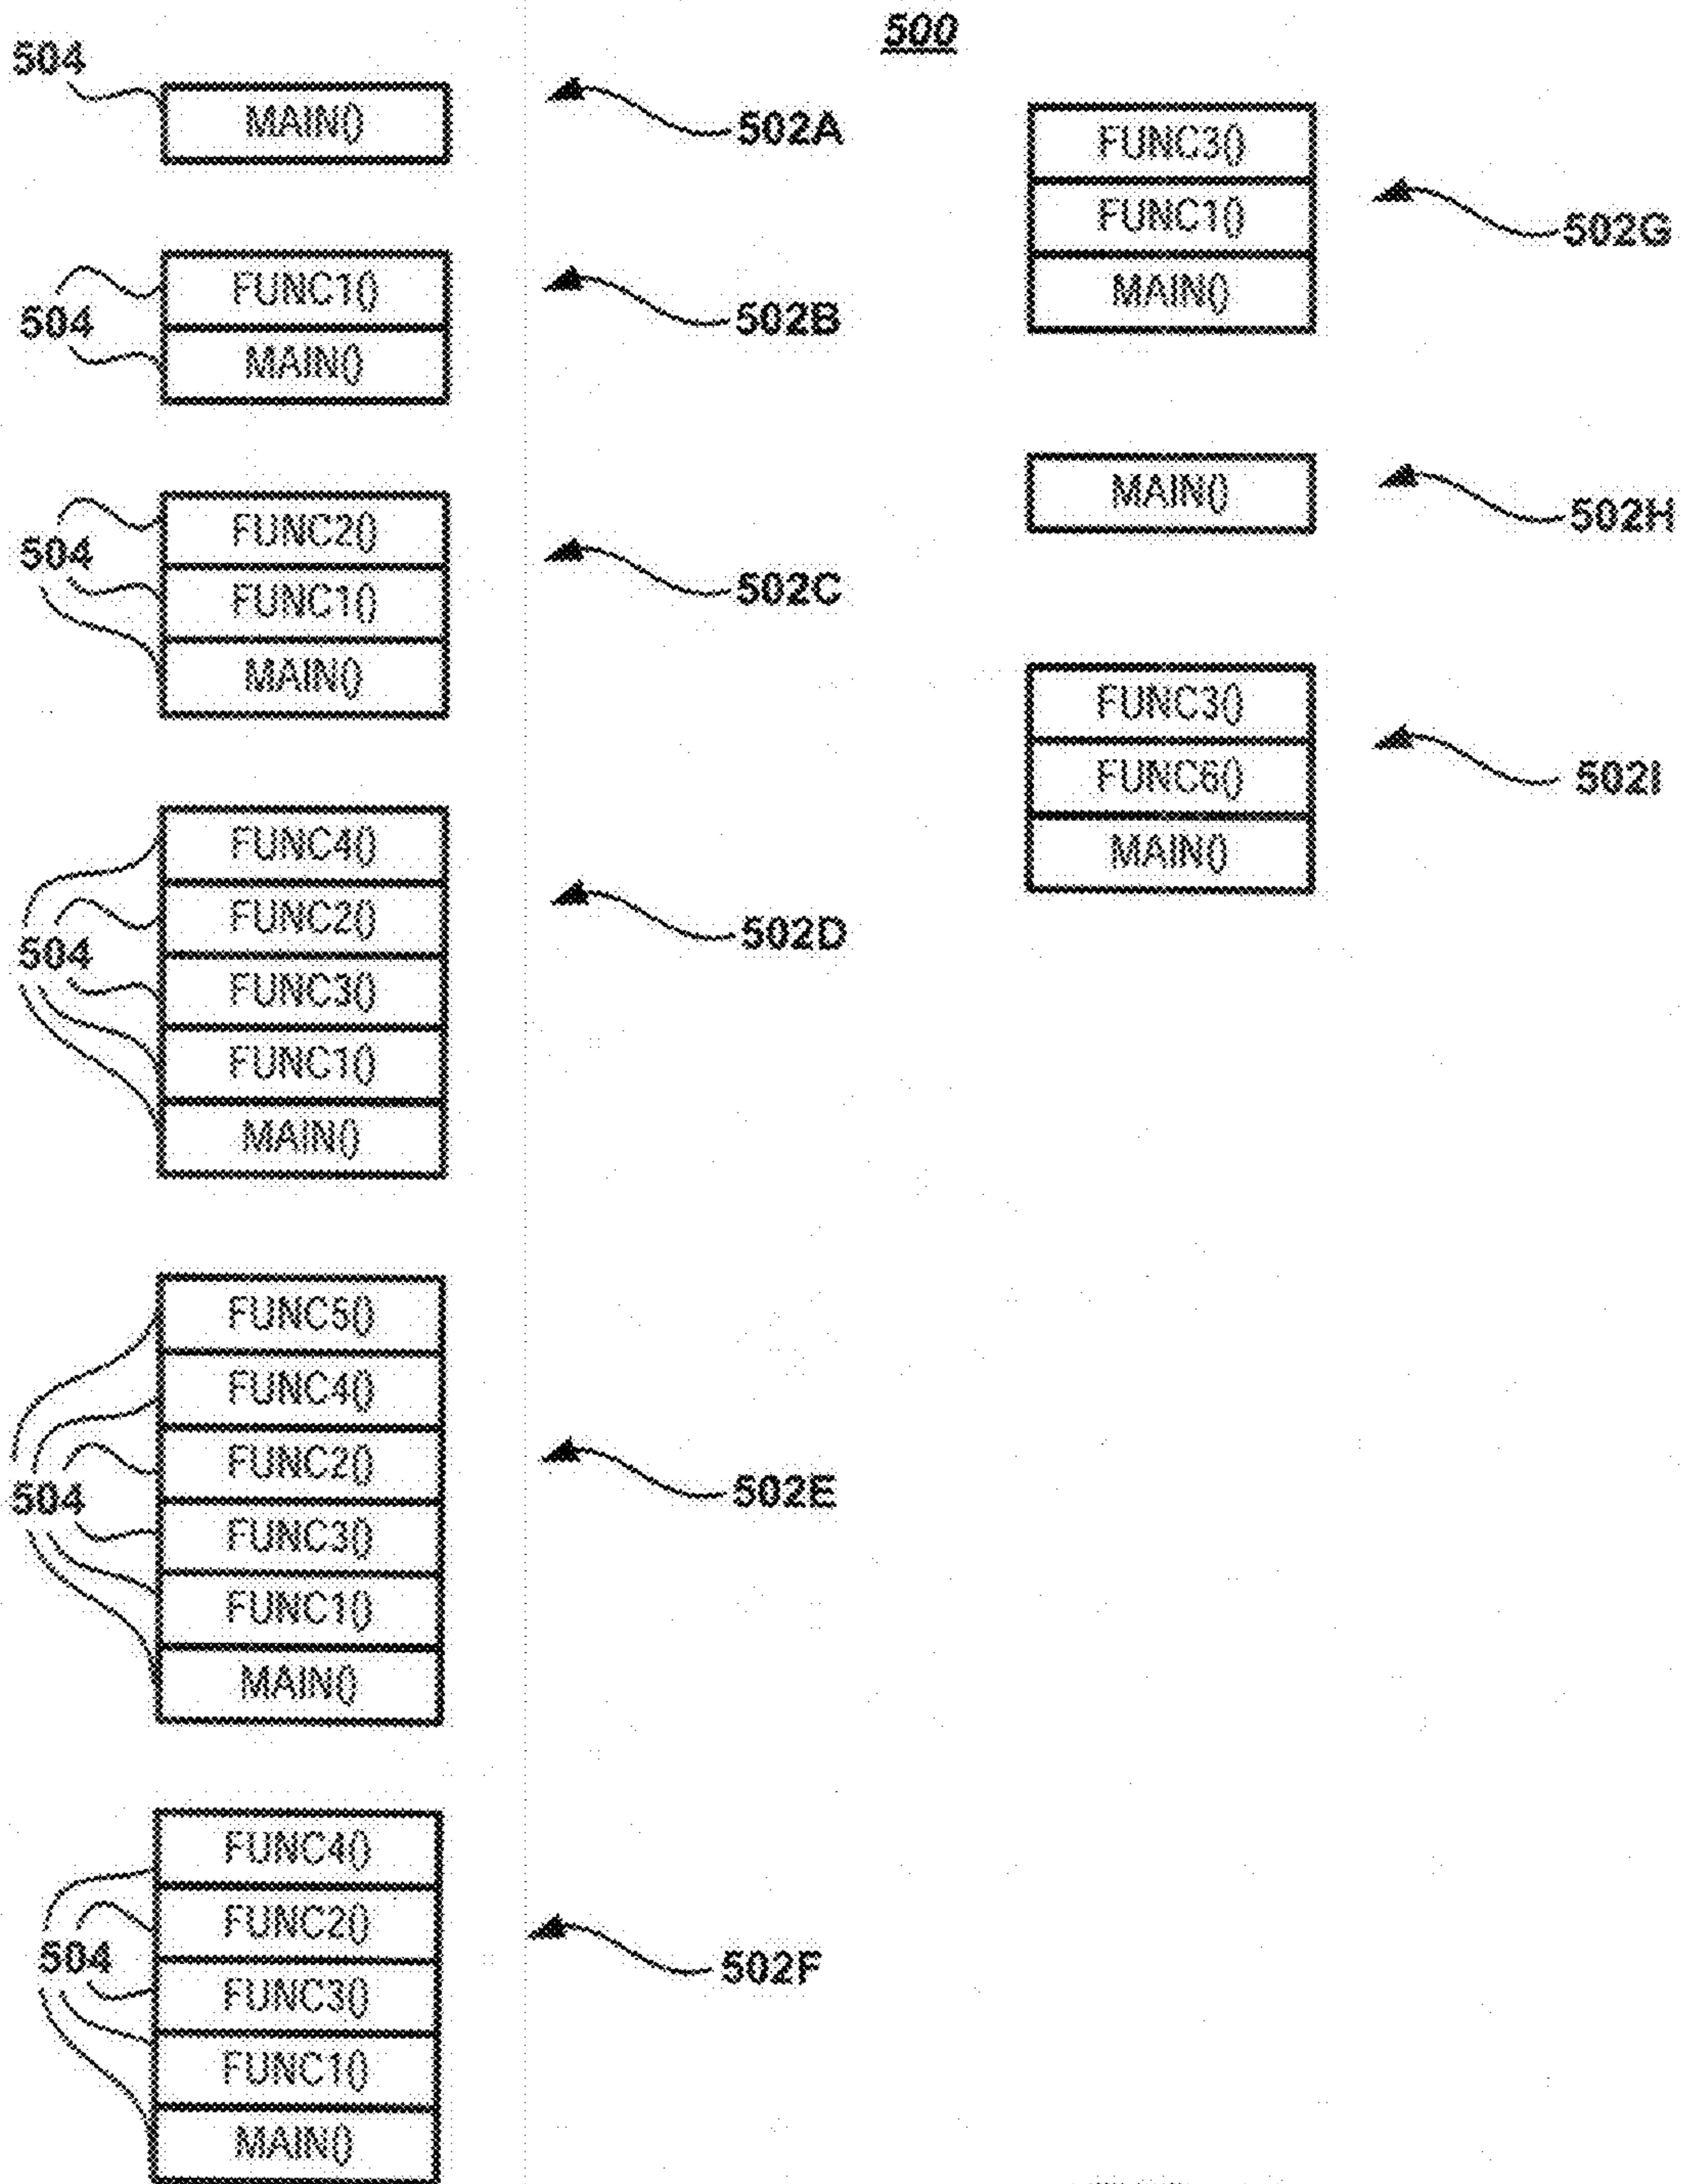 500
504
MAIN()
502A
FUNC1()
504
MAIN()
502B
FUNC2()
504
FUNC1()
MAIN()
502C
FUNC4()
FUNC2()
504
FUNC3()
FUNC1()
MAIN()
502D
FUNC5()
FUNC4()
FUNC2()
504
FUNC3()
FUNC1()
MAIN()
502E
FUNC4()
FUNC2()
504
FUNC3()
FUNC1()
MAIN()
502F
FUNC3()
FUNC1()
MAIN()
502G
MAIN()
502H
FUNC3()
FUNC6()
MAIN()
502I